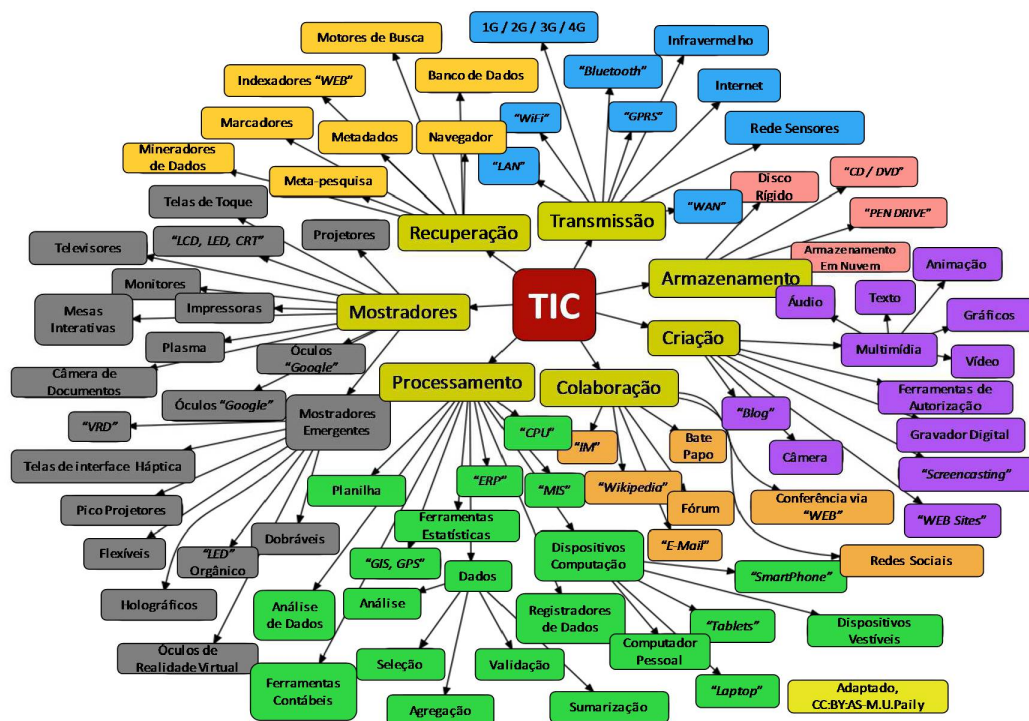 Motores de Busca
1G / 2G / 3G / 4G
Infravermelho
Indexadores “WEB”
Banco de Dados
“Bluetooth”
Internet
Marcadores
Metadados
Navegador
“WiFi”
“GPRS”
Rede Sensores
Mineradores
de Dados
Meta-pesquisa
“LAN”
Disco
Rígido
“CD / DVD”
Telas de Toque
Recuperação
Transmissão
“WAN”
“PEN DRIVE”
Televisores
“LCD, LED, CRT”
Projetores
Armazenamento
Armazenamento
Em Nuvem
Animação
Monitores
Mesas
Interativas
Impressoras
Mostradores
TIC
Áudio
Texto
Gráficos
Plasma
Criação
Multimídia
Vídeo
Câmera de
Documentos
Óculos
“Google”
Processamento
Colaboração
Ferramentas de
Autorização
Óculos “Google”
Mostradores
Emergentes
“VRD”
“CPU”
“IM”
Bate
Papo
“Blog”
Gravador Digital
Câmera
Telas de interface Háptica
Planilha
“ERP”
“MIS”
“Wikipedia”
Fórum
Conferência via
“WEB”
“Screencasting”
Pico Projetores
“WEB Sites”
Flexíveis
“LED”
Orgânico
Dobráveis
Ferramentas
Estatísticas
“E-Mail”
Dispositivos
Computação
Redes Sociais
“GIS, GPS”
Dados
“SmartPhone”
Holográficos
Análise
de Dados
Análise
Registradores
de Dados
“Tablets”
Dispositivos
Vestíveis
Óculos de
Realidade Virtual
Computador
Pessoal
Ferramentas
Contábeis
Seleção
Validação
“Laptop”
Agregação
Sumarização
Adaptado,
CC:BY:AS-M.U.Paily